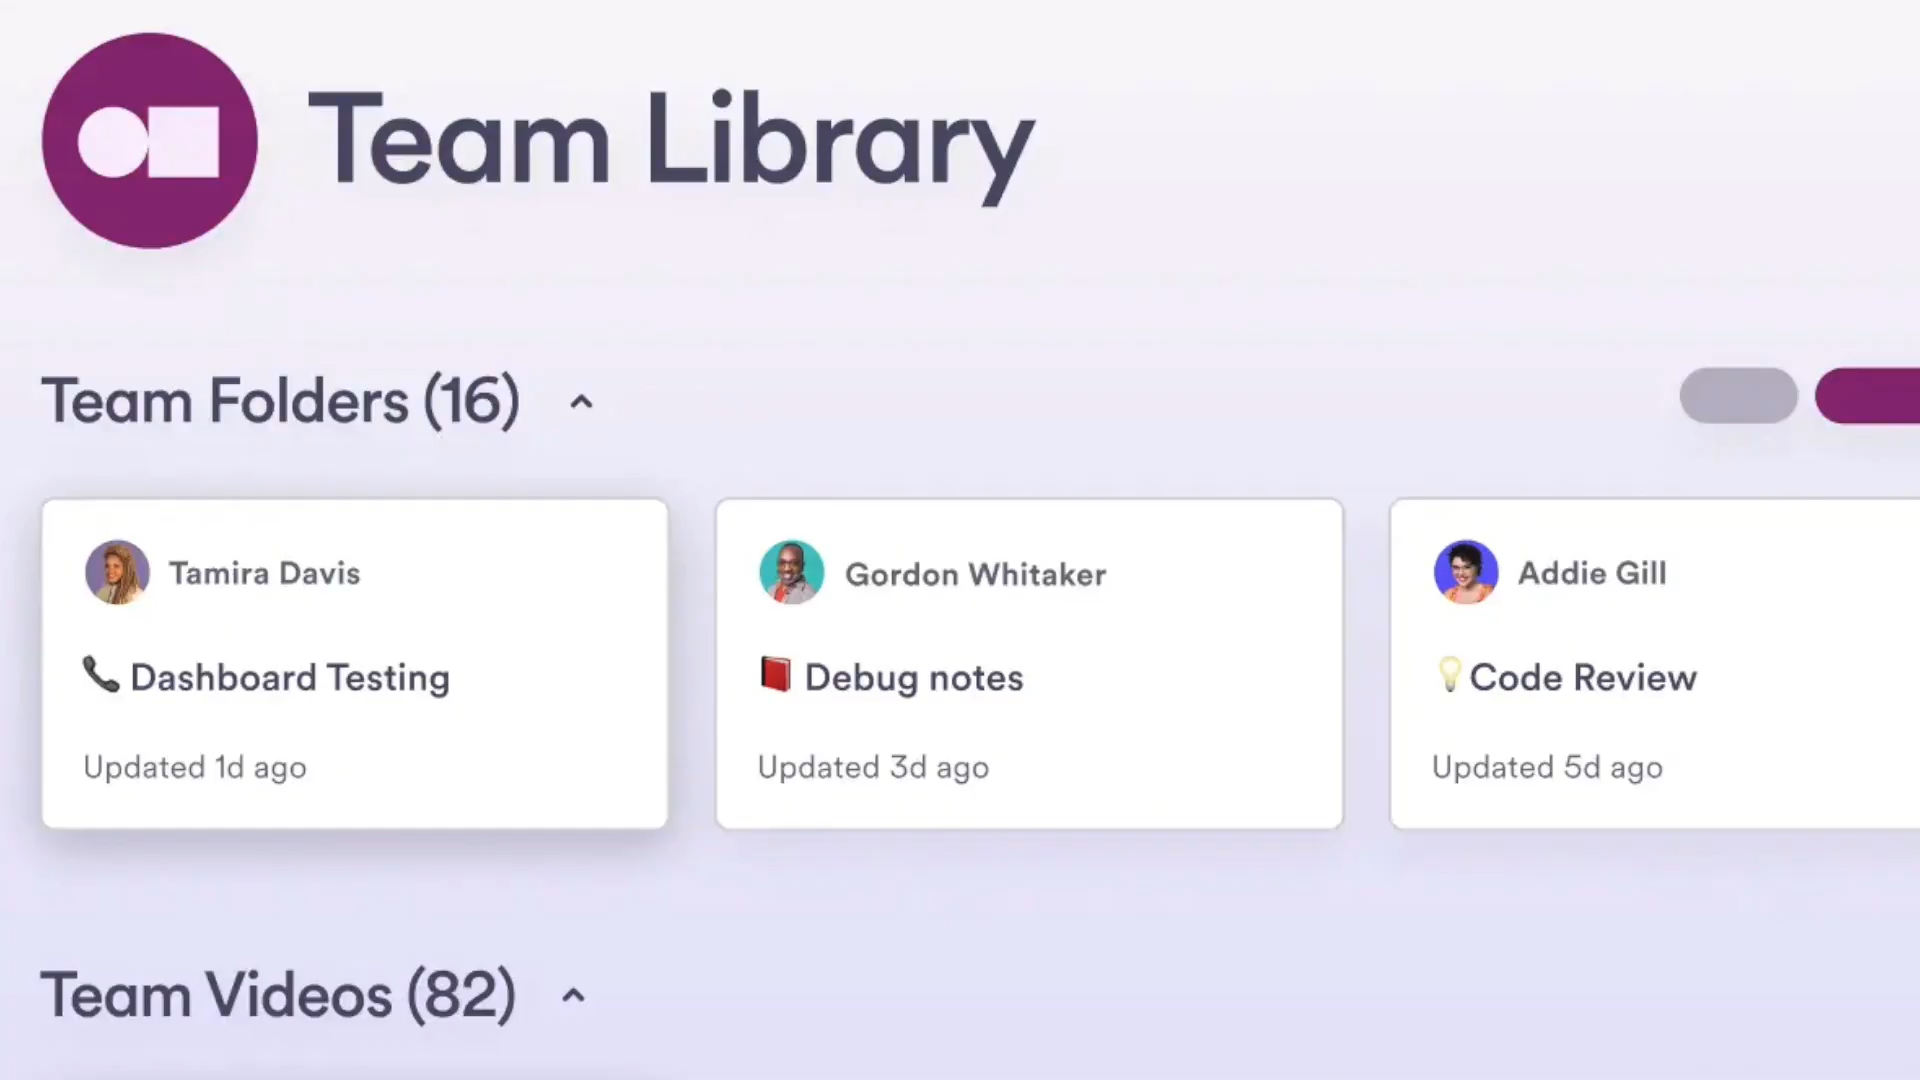 Team Library
Team Folders (16)
Tamira Davis
Dashboard Testing
Updated 1d ago
Gordon Whitaker
Debug notes
Updated 3d ago
Addie Gill
Code Review
Updated 5d ago
Team Videos (82)